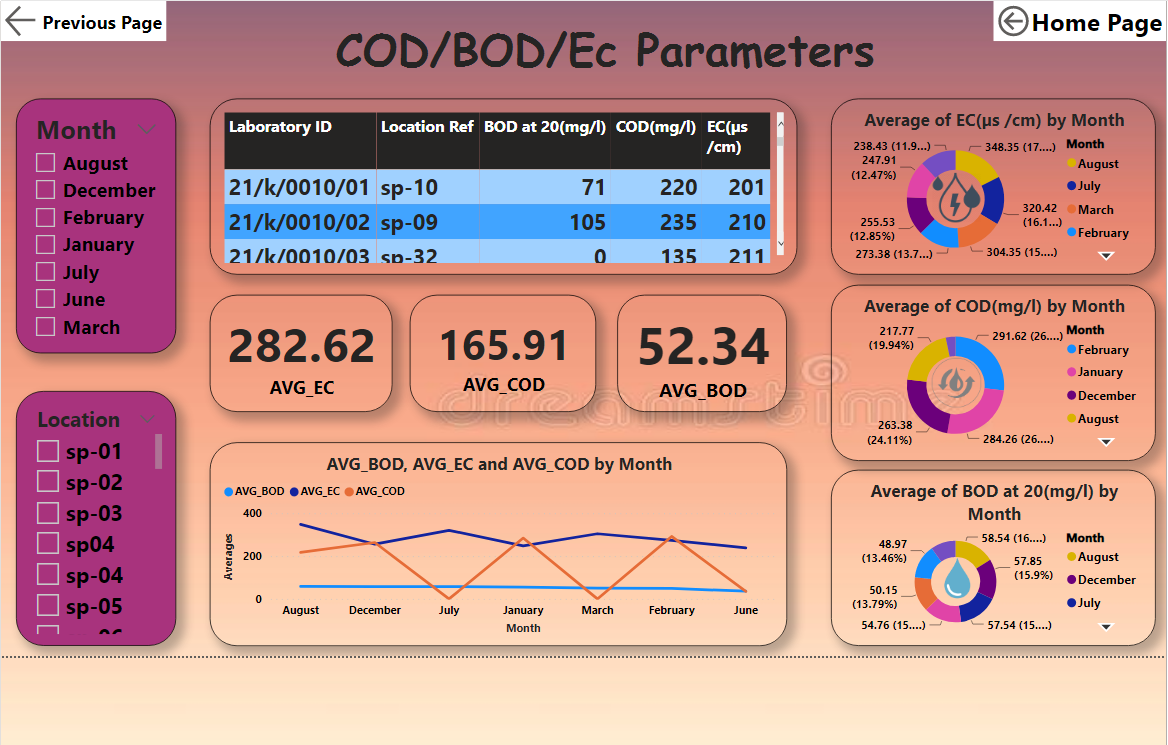 Previous Page
Home Page
COD/BOD/Ec Parameters
Month
August
December
February
January
July
June
March
Location
sp-01
sp-02
sp-03
sp04
sp-04
sp-05
Laboratory ID Location Ref BOD at 20(mg/l) COD(mg/l) EC(µs
/cm)
21/k/0010/01 sp-10 71 220 201
21/k/0010/02 sp-09 105 235 210
21/k/0010/03 sp-32 0 135 211
282.62
AVG_EC
165.91
AVG_COD
52.34
AVG_BOD
AVG_BOD, AVG_EC and AVG_COD by Month
AVG_BOD AVG_EC AVG_COD
Averages
400
200
0
August December July January March February June
Month
Average of EC(µs /cm) by Month
238.43 (11.9...)
247.91
(12.47%)
255.53
(12.85%)
273.38 (13.7...)
348.35 (17....)
320.42
(16.1...)
304.35 (15....)
Month
August
July
March
February
Average of COD(mg/l) by Month
217.77
(19.94%)
263.38
(24.11%)
291.62 (26....)
284.26 (26....)
Month
February
January
December
August
Average of BOD at 20(mg/l) by
Month
48.97
(13.46%)
50.15
(13.79%)
54.76 (15....)
58.54 (16....)
57.85
(15.9%)
57.54 (15....)
Month
August
December
July
dreamstim